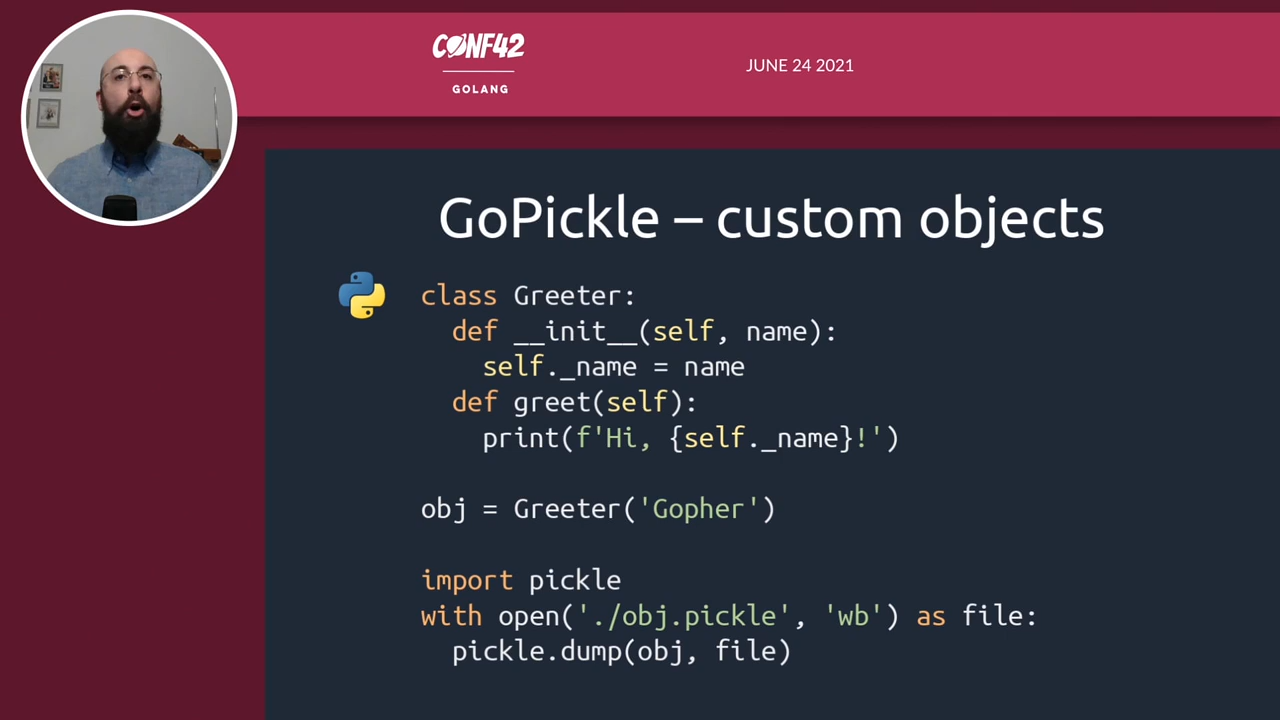 CONF42
GOLANG
JUNE 24 2021
GoPickle – custom objects
class Greeter:
  def __init__(self, name):
    self._name = name
  def greet(self):
    print(f'Hi, {self._name}!')
obj = Greeter('Gopher')
import pickle
with open('./obj.pickle', 'wb') as file:
  pickle.dump(obj, file)